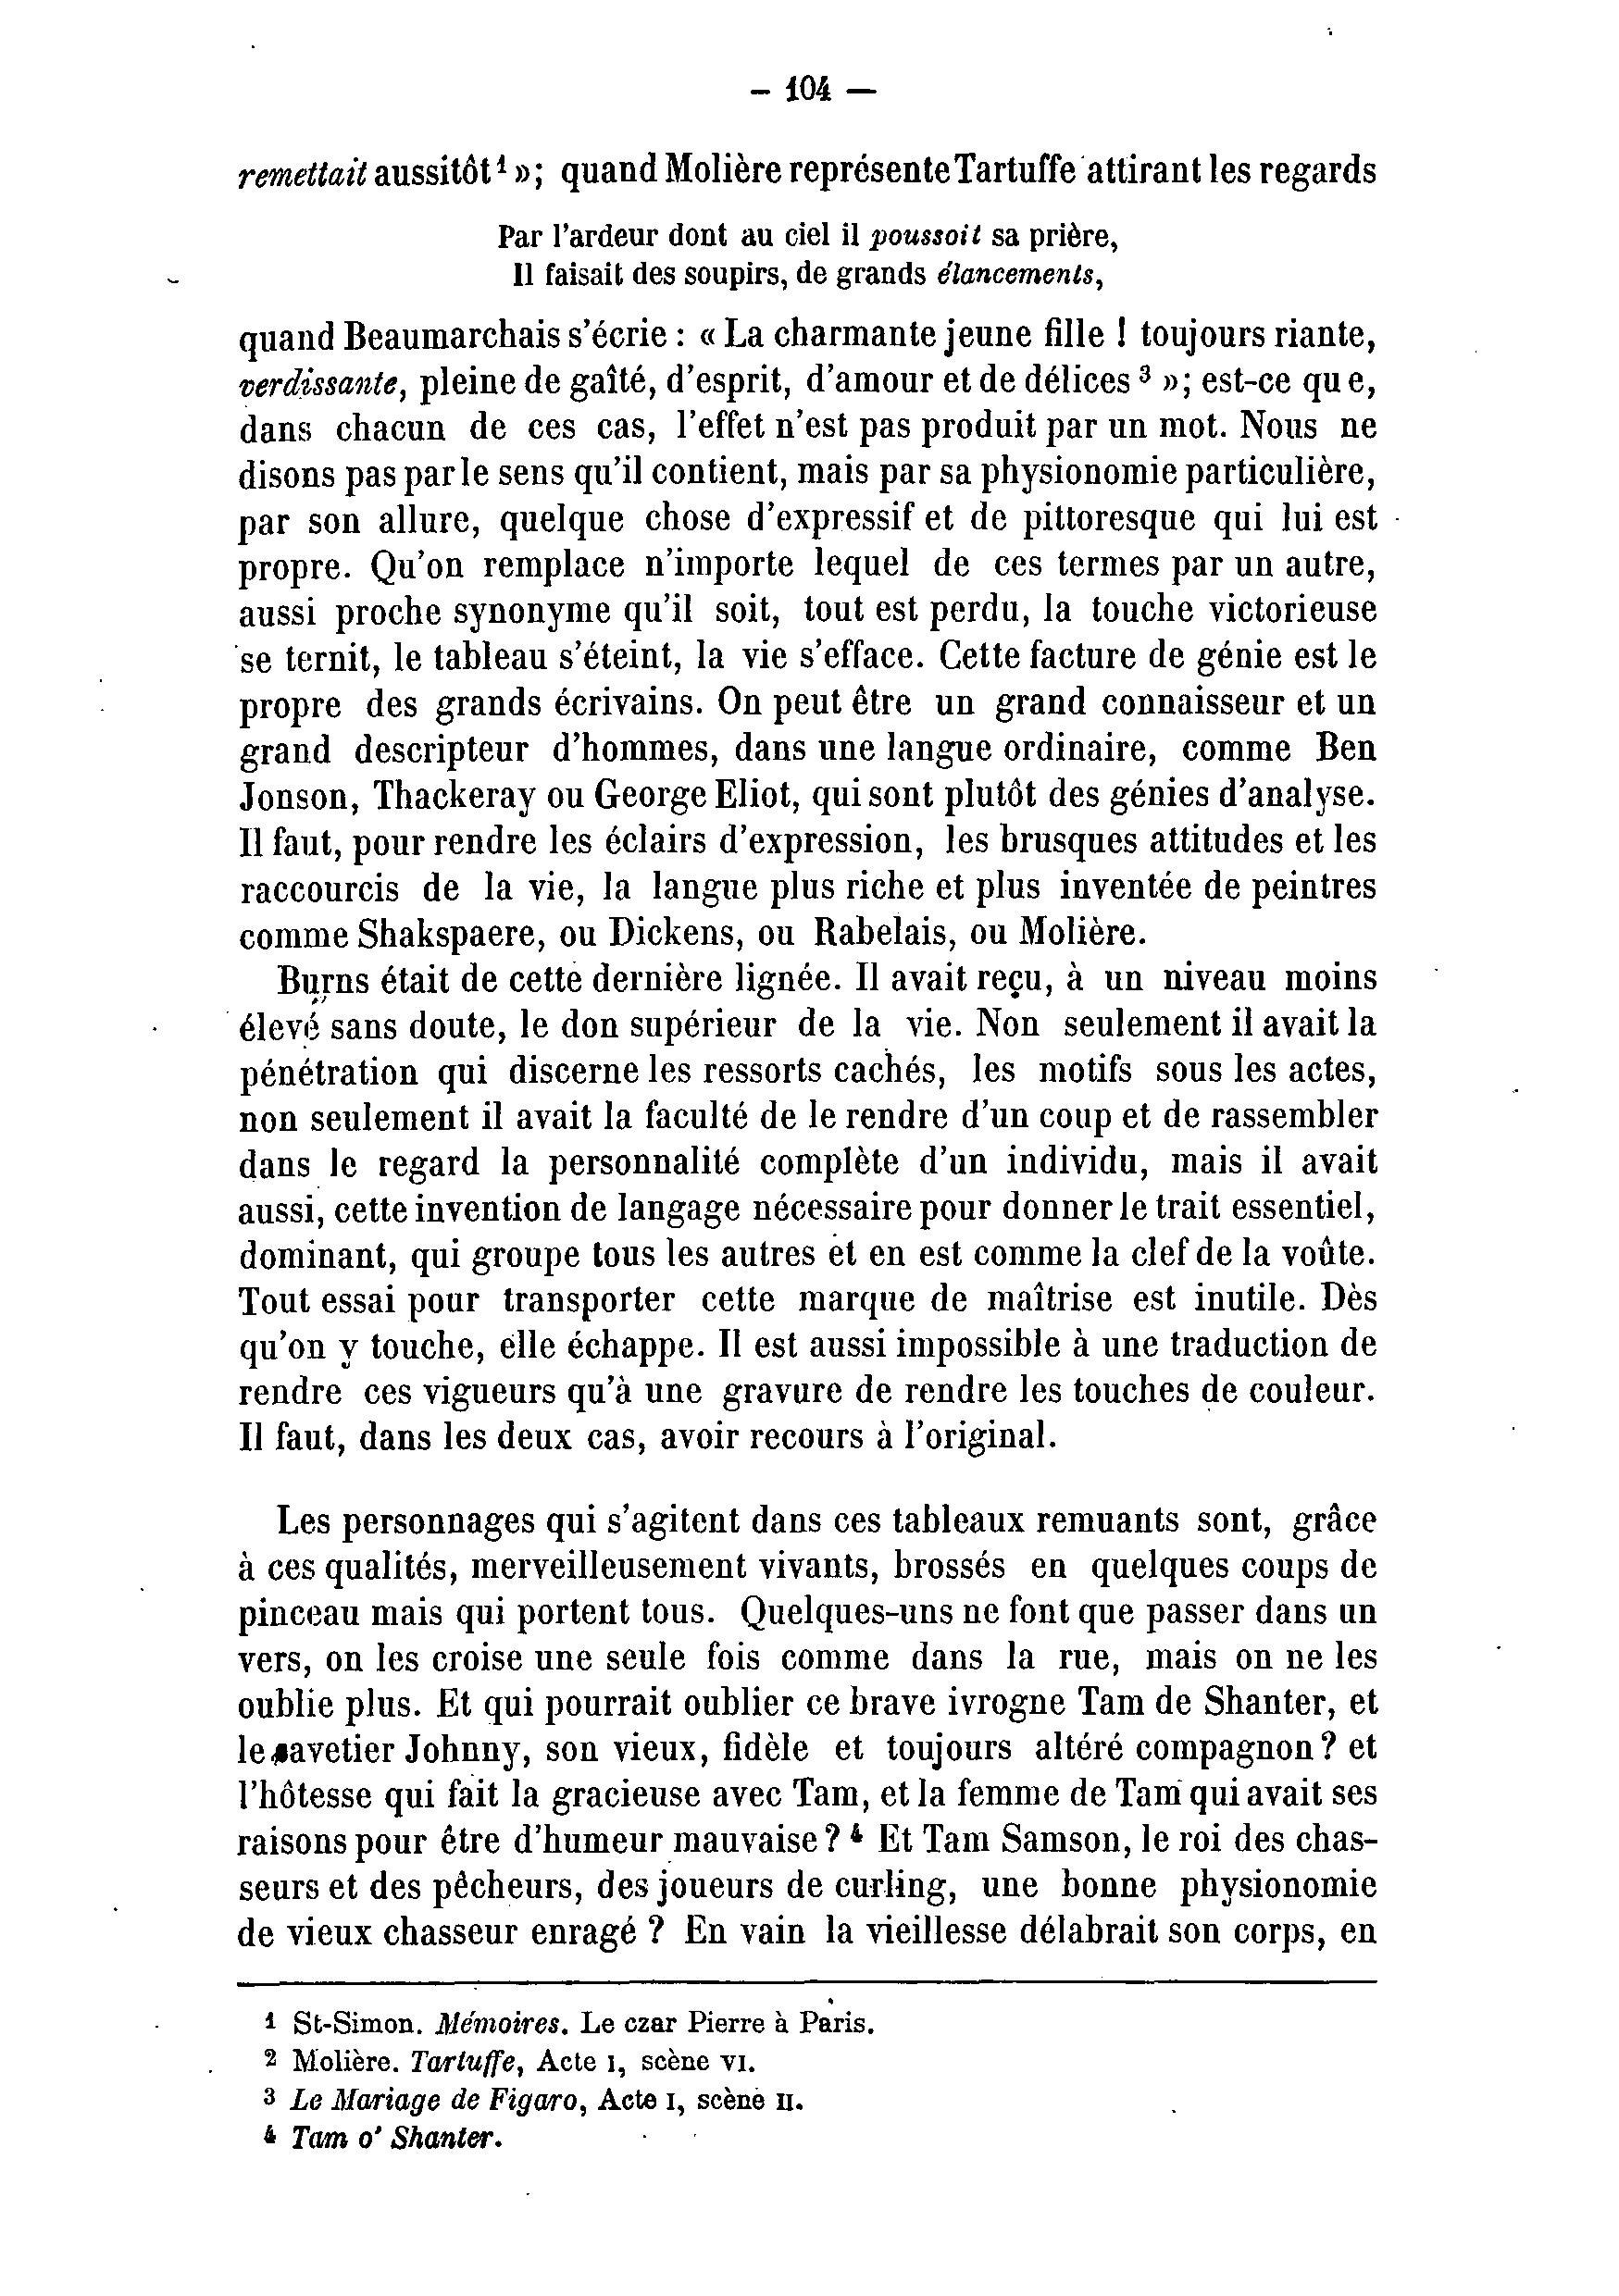 – 104 —
remettait aussitôt¹ »; quand Molière représente Tartuffe attirant les regards
Par l'ardeur dont au ciel il poussoit sa prière,
Il faisait des soupirs, de grands élancements,
quand Beaumarchais s'écrie : « La charmante jeune fille ! toujours riante,
verdissante, pleine de gaîté, d'esprit, d'amour et de délices ³ »; est-ce que,
dans chacun de ces cas, l'effet n'est pas produit par un mot. Nous ne
disons pas par le sens qu'il contient, mais par sa physionomie particulière,
par son allure, quelque chose d'expressif et de pittoresque qui lui est
propre. Qu'on remplace n'importe lequel de ces termes par un autre,
aussi proche synonyme qu'il soit, tout est perdu, la touche victorieuse
se ternit, le tableau s'éteint, la vie s'efface. Cette facture de génie est le
propre des grands écrivains. On peut être un grand connaisseur et un
grand descripteur d'hommes, dans une langue ordinaire, comme Ben
Jonson, Thackeray ou George Eliot, qui sont plutôt des génies d'analyse.
Il faut, pour rendre les éclairs d'expression, les brusques attitudes et les
raccourcis de la vie, la langue plus riche et plus inventée de peintres
comme Shakspaere, ou Dickens, ou Rabelais, ou Molière.
Burns était de cette dernière lignée. Il avait reçu, à un niveau moins
élevé sans doute, le don supérieur de la vie. Non seulement il avait la
pénétration qui discerne les ressorts cachés, les motifs sous les actes,
non seulement il avait la faculté de le rendre d'un coup et de rassembler
dans le regard la personnalité complète d'un individu, mais il avait
aussi, cette invention de langage nécessaire pour donner le trait essentiel,
dominant, qui groupe tous les autres et en est comme la clef de la voûte.
Tout essai pour transporter cette marque de maîtrise est inutile. Dès
qu'on y touche, elle échappe. Il est aussi impossible à une traduction de
rendre ces vigueurs qu'à une gravure de rendre les touches de couleur.
Il faut, dans les deux cas, avoir recours à l'original.
Les personnages qui s'agitent dans ces tableaux remuants sont, grâce
à ces qualités, merveilleusement vivants, brossés en quelques coups de
pinceau mais qui portent tous. Quelques-uns ne font que passer dans un
vers, on les croise une seule fois comme dans la rue, mais on ne les
oublie plus. Et qui pourrait oublier ce brave ivrogne Tam de Shanter, et
le savetier Johnny, son vieux, fidèle et toujours altéré compagnon ? et
l'hôtesse qui fait la gracieuse avec Tam, et la femme de Tam qui avait ses
raisons pour être d'humeur mauvaise ? ⁴ Et Tam Samson, le roi des chas-
seurs et des pêcheurs, des joueurs de curling, une bonne physionomie
de vieux chasseur enragé ? En vain la vieillesse délabrait son corps, en
¹ St-Simon. Mémoires. Le czar Pierre à Paris.
² Molière. Tartuffe, Acte I, scène VI.
³ Le Mariage de Figaro, Acte I, scène II.
⁴ Tam o' Shanter.